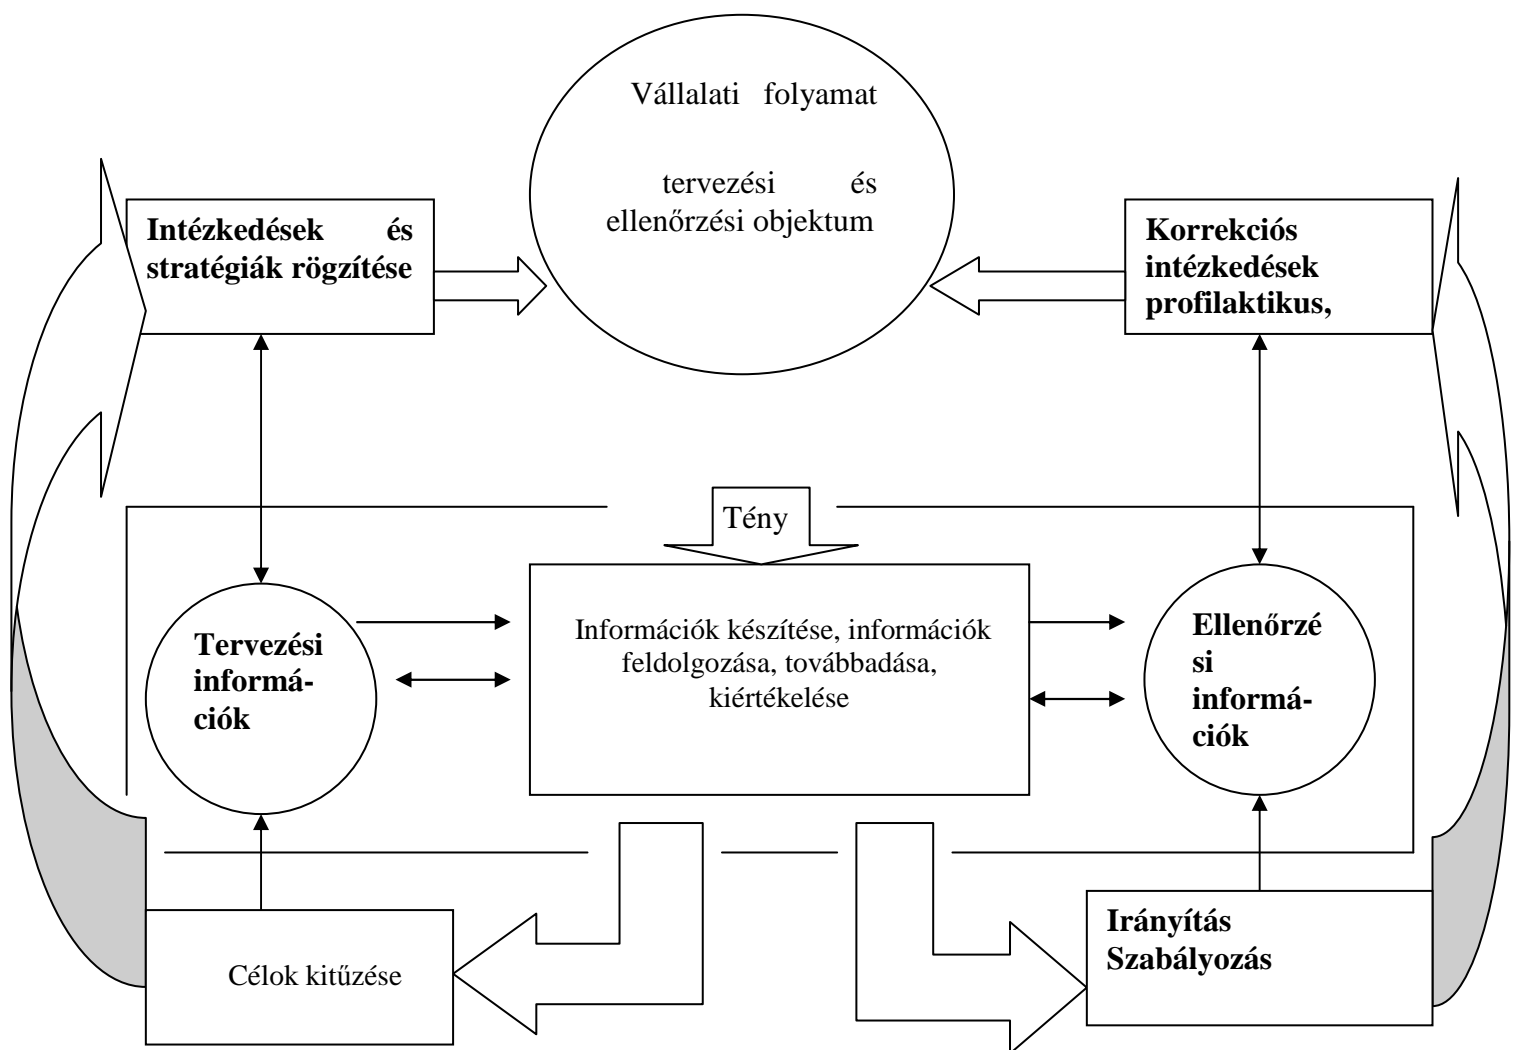 Vállalati folyamat
tervezési és
ellenőrzési objektum
Intézkedések és
stratégiák rögzítése
Korrekciós
intézkedések
profilaktikus,
Tény
Tervezési
informá-
ciók
Információk készítése, információk
feldolgozása, továbbadása,
kiértékelése
Ellenőrzé
si
informá-
ciók
Célok kitűzése
Irányítás
Szabályozás